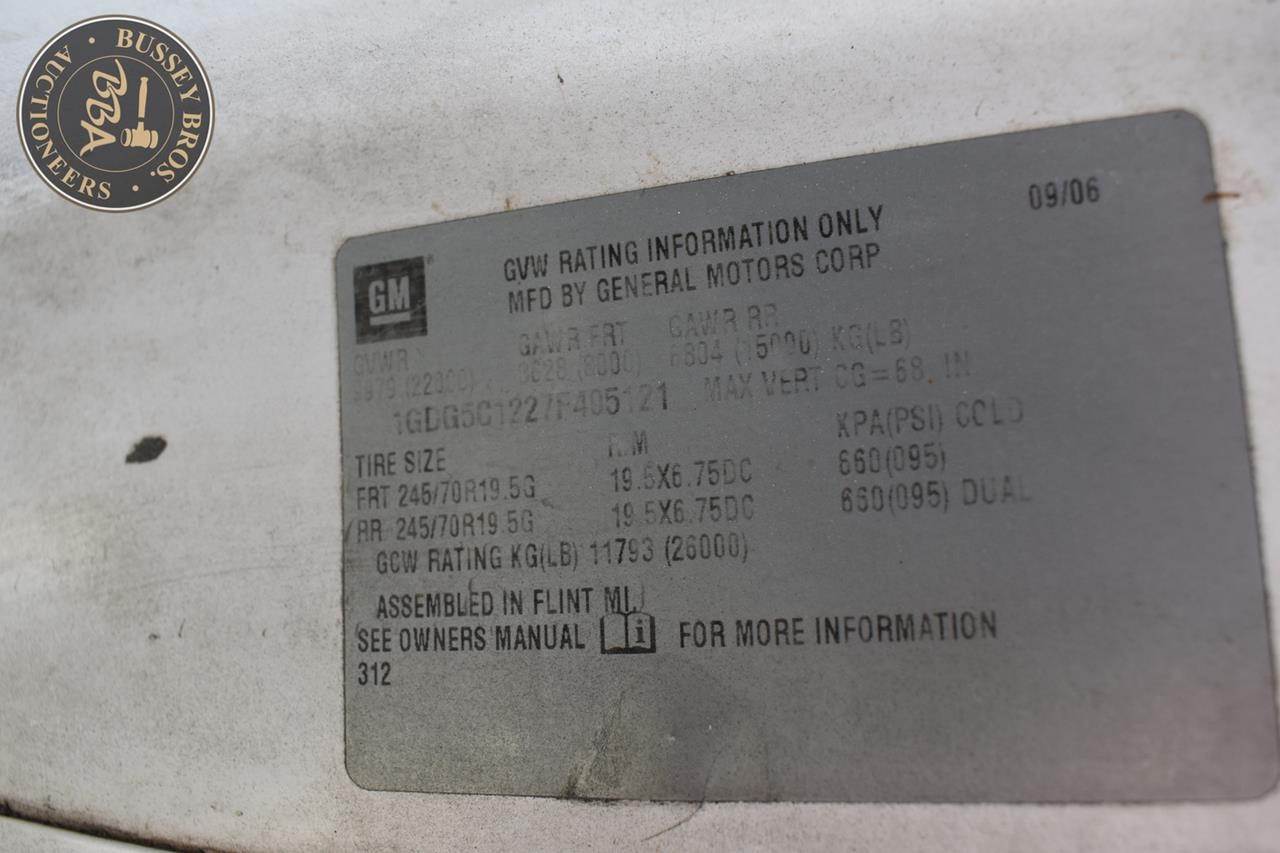 BUSSEY BROS.
AUCTIONEERS
BBA
09/06
GM
GVW RATING INFORMATION ONLY
MFD BY GENERAL MOTORS CORP
GVWR GAWR FRT GAWR RR
(8000) 6804 KG(LB)
1GDG5C1227F405121 MAX VERT CG=68. IN
TIRE SIZE RIM KPA(PSI) COLD
FRT 245/70R19.5G 19.5X6.75DC 660(095)
RR 245/70R19.5G 19.5X6.75DC 660(095) DUAL
GCW RATING KG(LB) 11793 (26000)
ASSEMBLED IN FLINT MI
SEE OWNERS MANUAL i FOR MORE INFORMATION
312